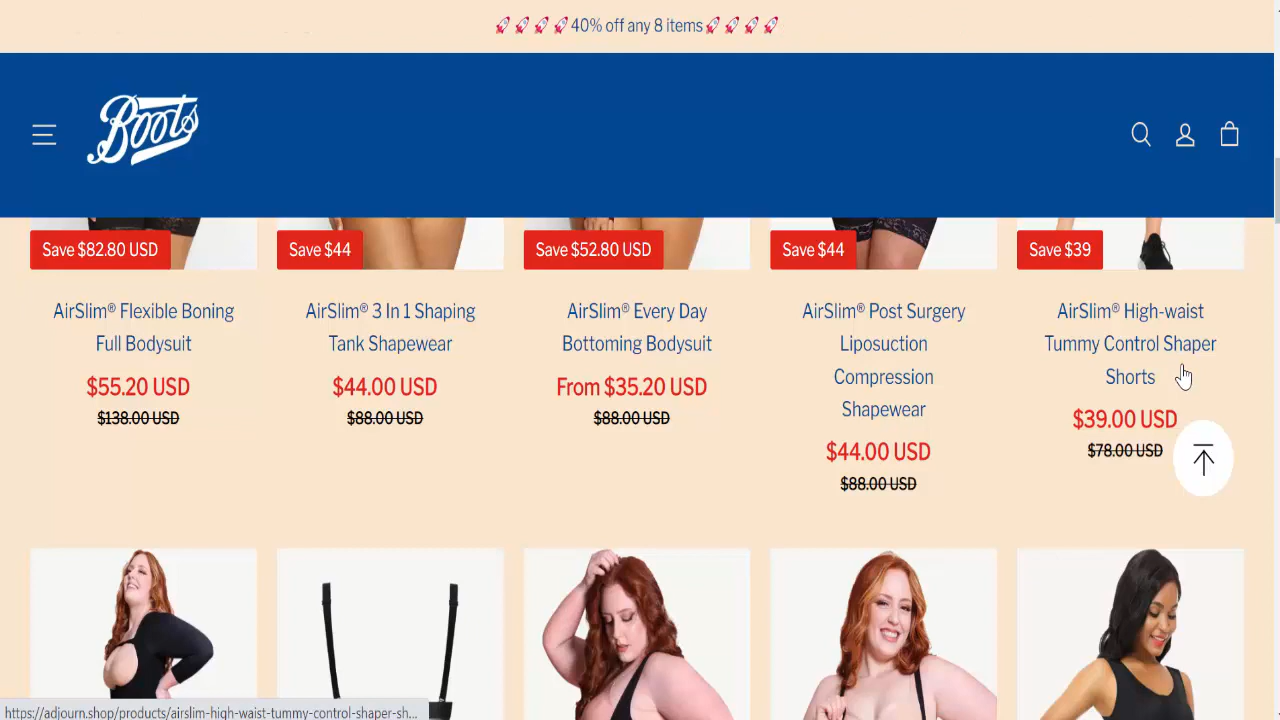 🚀🚀🚀🚀40% off any 8 items🚀🚀🚀🚀
Boots
Save $82.80 USD
Save $44
Save $52.80 USD
Save $44
Save $39
AirSlim® Flexible Boning
Full Bodysuit
$55.20 USD
$138.00 USD
AirSlim® 3 In 1 Shaping
Tank Shapewear
$44.00 USD
$88.00 USD
AirSlim® Every Day
Bottoming Bodysuit
From $35.20 USD
$88.00 USD
AirSlim® Post Surgery
Liposuction
Compression
Shapewear
$44.00 USD
$88.00 USD
AirSlim® High-waist
Tummy Control Shaper
Shorts
$39.00 USD
$78.00 USD
https://adjourn.shop/products/airslim-high-waist-tummy-control-shaper-sh...